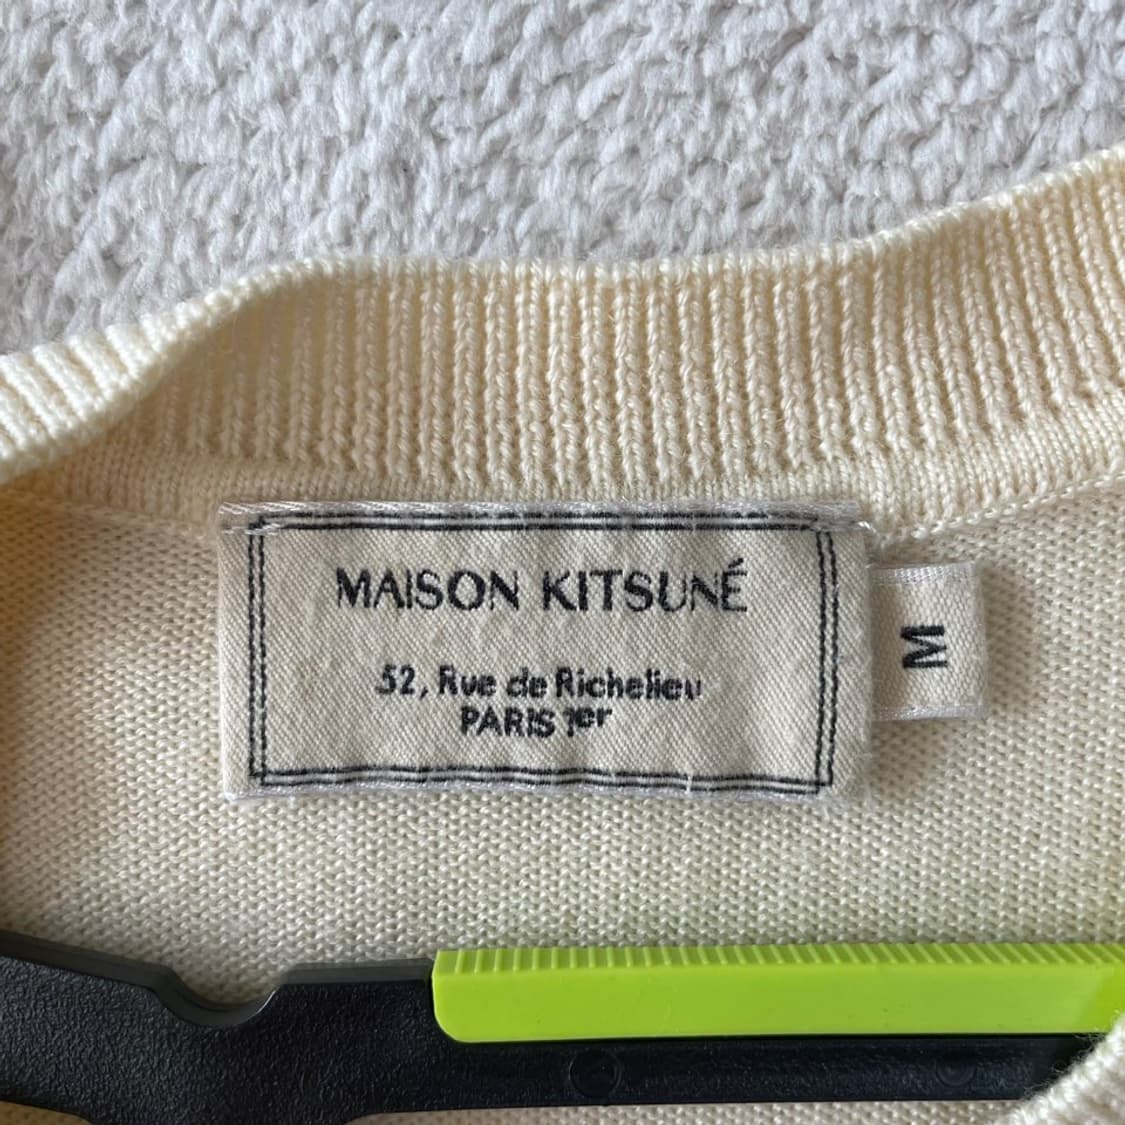 MAISON KITSUNÉ
52, Rue de Richelieu
PARIS 1er
M